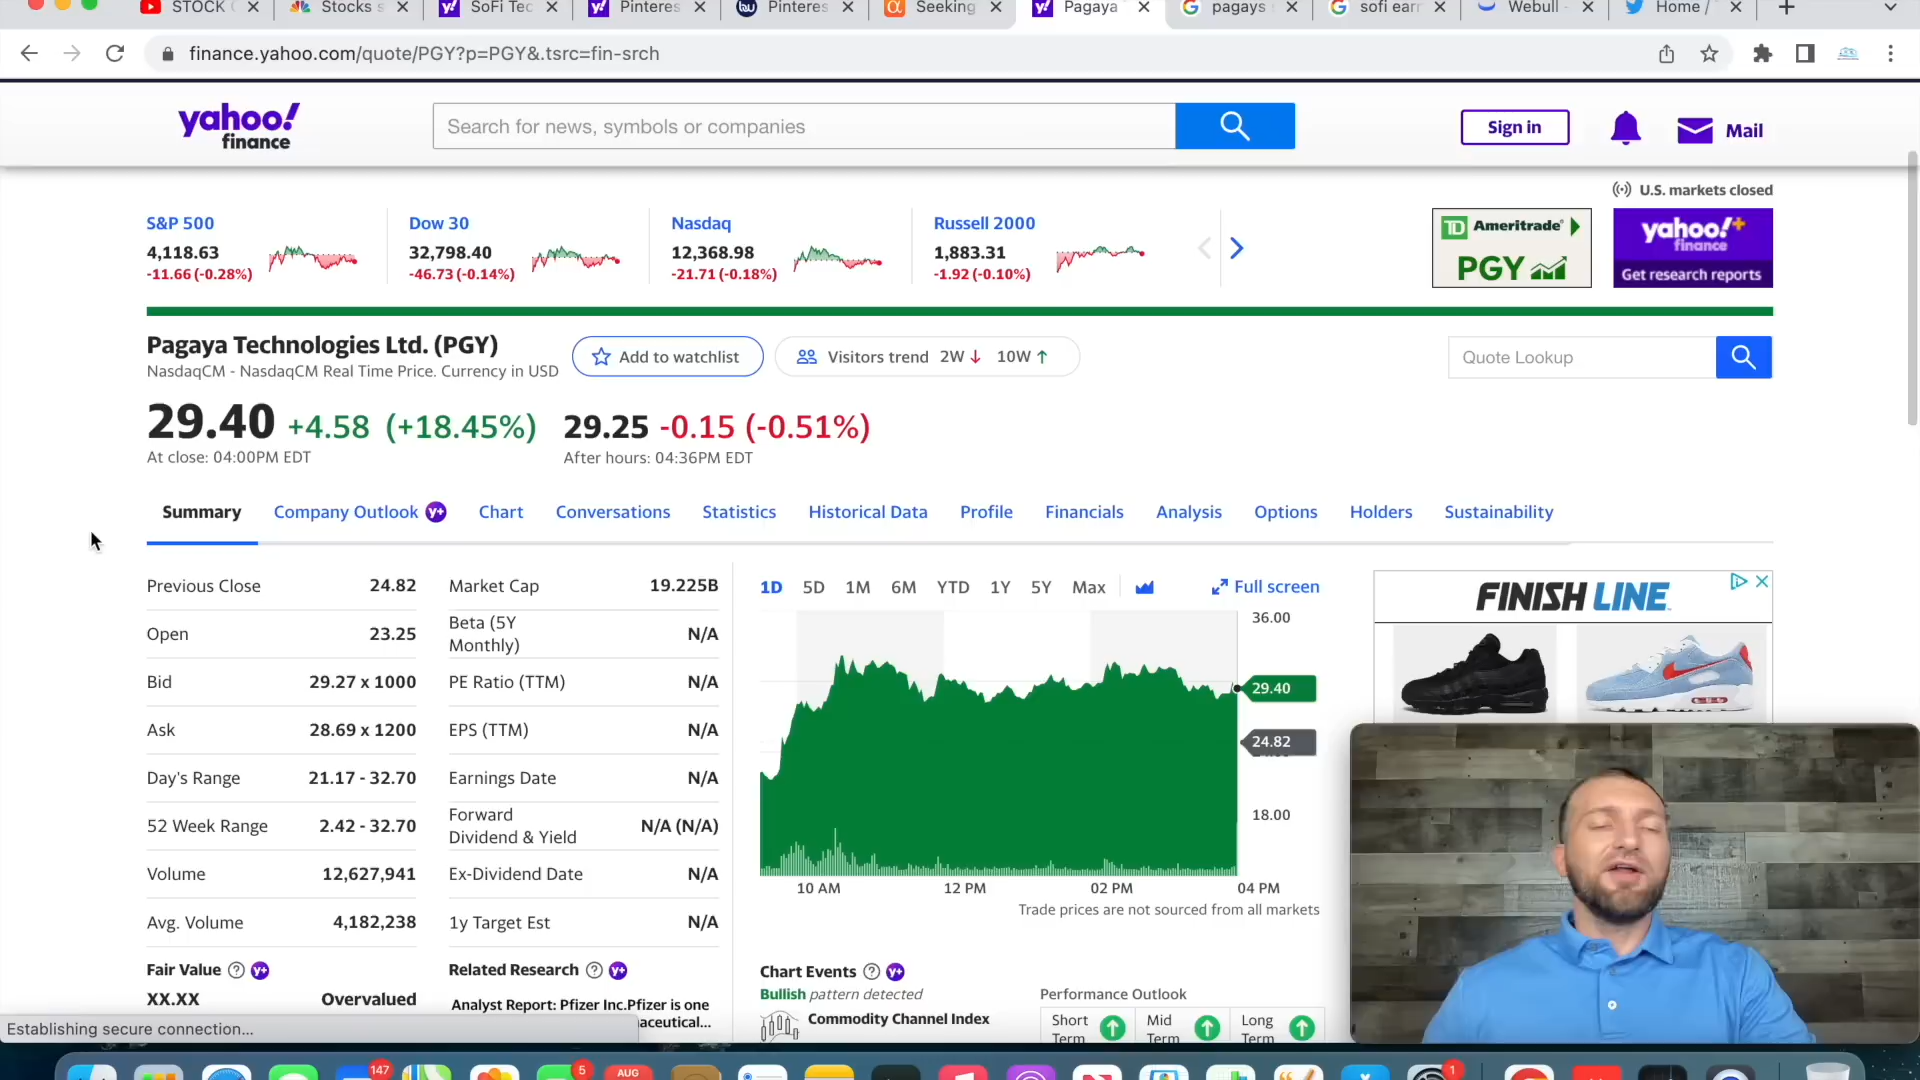 STOCK
Stocks
SoFi Tec
Pinteres
Pinteres
Seeking
Pagaya
pagays
sofi earr
Webull -
Home /
finance.yahoo.com/quote/PGY?p=PGY&.tsrc=fin-srch
yahoo!
finance
Search for news, symbols or companies
Sign in
Mail
U.S. markets closed
S&P 500
4,118.63
-11.66 (-0.28%)
Dow 30
32,798.40
-46.73 (-0.14%)
Nasdaq
12,368.98
-21.71 (-0.18%)
Russell 2000
1,883.31
-1.92 (-0.10%)
TD Ameritrade
PGY
yahoo!+
finance
Get research reports
Pagaya Technologies Ltd. (PGY)
NasdaqCM - NasdaqCM Real Time Price. Currency in USD
Add to watchlist
Visitors trend 2W ↓ 10W ↑
Quote Lookup
29.40 +4.58 (+18.45%)
At close: 04:00PM EDT
29.25 -0.15 (-0.51%)
After hours: 04:36PM EDT
Summary
Company Outlook y+
Chart
Conversations
Statistics
Historical Data
Profile
Financials
Analysis
Options
Holders
Sustainability
Previous Close 24.82
Open 23.25
Bid 29.27 x 1000
Ask 28.69 x 1200
Day's Range 21.17 - 32.70
52 Week Range 2.42 - 32.70
Volume 12,627,941
Avg. Volume 4,182,238
Fair Value ? y+
XX.XX Overvalued
Market Cap 19.225B
Beta (5Y
Monthly) N/A
PE Ratio (TTM) N/A
EPS (TTM) N/A
Earnings Date N/A
Forward
Dividend & Yield N/A (N/A)
Ex-Dividend Date N/A
1y Target Est N/A
Related Research ? y+
Analyst Report: Pfizer Inc.Pfizer is one
aceutical...
1D 5D 1M 6M YTD 1Y 5Y Max
Full screen
36.00
29.40
24.82
18.00
10 AM 12 PM 02 PM 04 PM
Trade prices are not sourced from all markets
Chart Events ? y+
Bullish pattern detected
Commodity Channel Index
Performance Outlook
Short
Term
Mid
Term
Long
Term
FINISH LINE
Establishing secure connection...
147
5
AUG
1